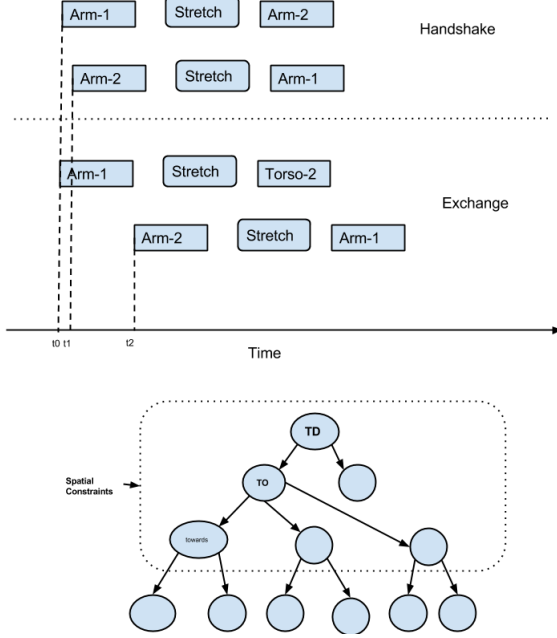 Arm-1 Stretch Arm-2
Handshake
Arm-2 Stretch Arm-1
Arm-1 Stretch Torso-2
Exchange
Arm-2 Stretch Arm-1
t0 t1 t2
Time
TD
Spatial
Constraints
TO
towards